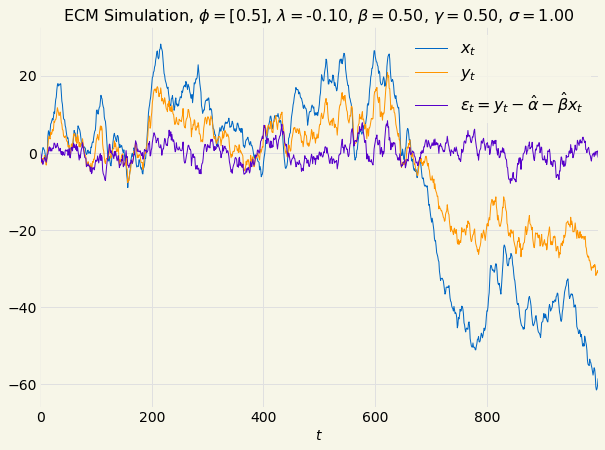 ECM Simulation, ϕ = [0.5], λ = -0.10, β = 0.50, γ = 0.50, σ = 1.00
x_t
y_t
ε_t = y_t − α̂ − β̂x_t
20
0
−20
−40
−60
0 200 400 600 800
t